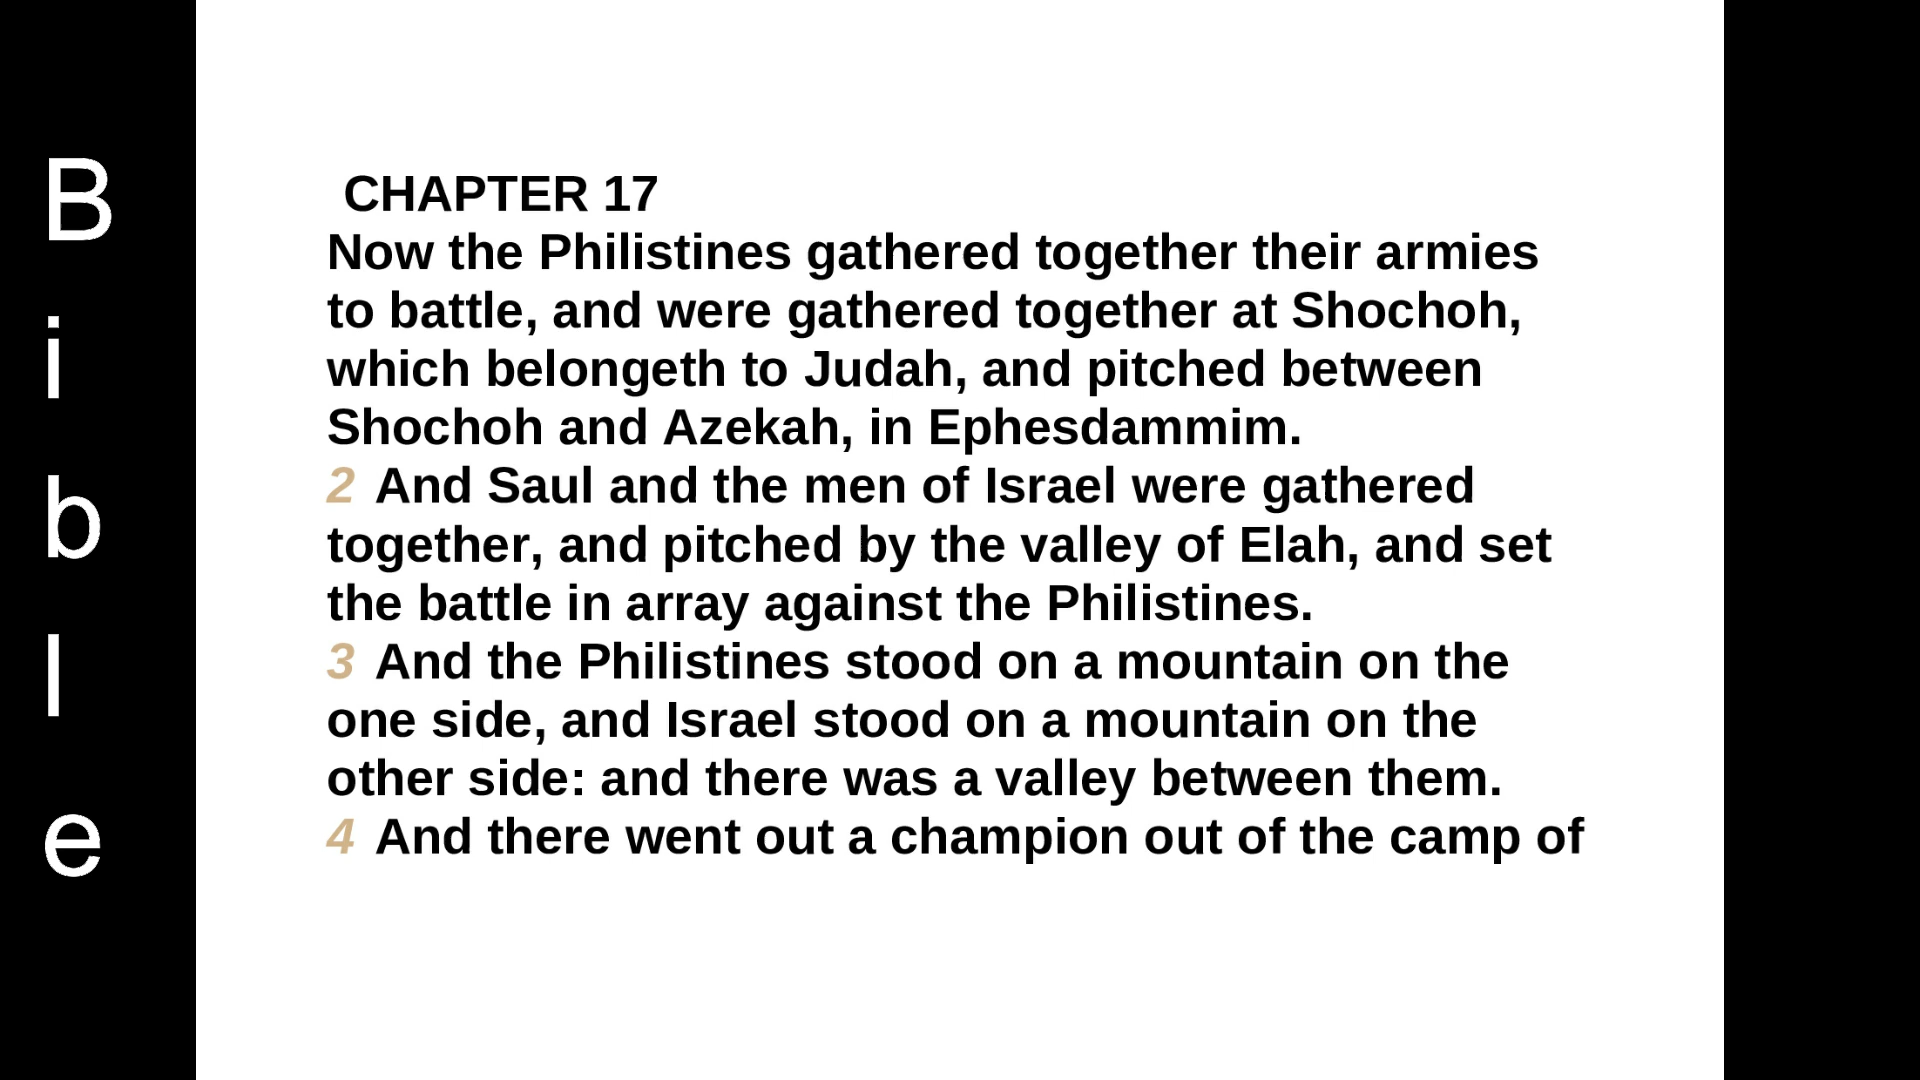 Bible
CHAPTER 17
Now the Philistines gathered together their armies
to battle, and were gathered together at Shochoh,
which belongeth to Judah, and pitched between
Shochoh and Azekah, in Ephesdammim.
2 And Saul and the men of Israel were gathered
together, and pitched by the valley of Elah, and set
the battle in array against the Philistines.
3 And the Philistines stood on a mountain on the
one side, and Israel stood on a mountain on the
other side: and there was a valley between them.
4 And there went out a champion out of the camp of